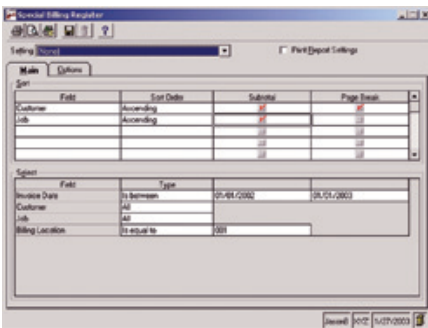 Special Billing Register
Setting [None] Print Report Settings
Main Options
Sort
Field Sort Order Subtotal Page Break
Customer Ascending
Job Ascending
Select
Field Type
Invoice Date Is between 01/01/2002 01/01/2003
Customer All
Job All
Billing Location Is equal to 001
XYZ 1/27/2003